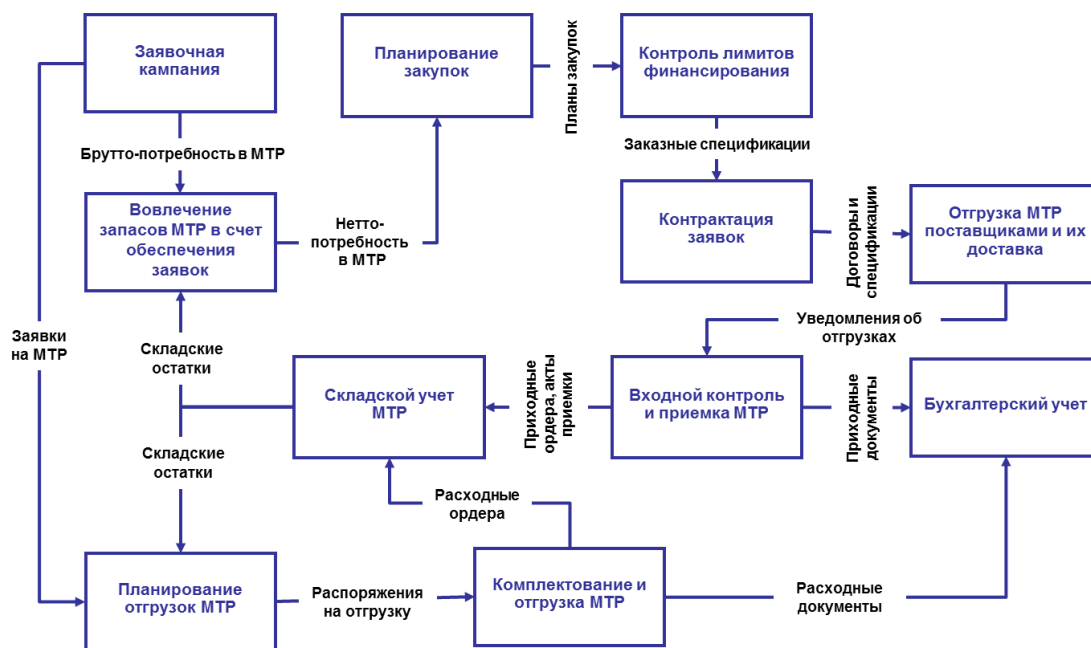 Заявочная
кампания
Планирование
закупок
Планы закупок
Контроль лимитов
финансирования
Брутто-потребность в МТР
Заказные спецификации
Вовлечение
запасов МТР в счет
обеспечения
заявок
Нетто-
потребность
в МТР
Контрактация
заявок
Договоры и
спецификации
Отгрузка МТР
поставщиками и их
доставка
Уведомления об
отгрузках
Заявки
на МТР
Складские
остатки
Складской учет
МТР
Приходные
ордера, акты
приемки
Входной контроль
и приемка МТР
Приходные
документы
Бухгалтерский учет
Складские
остатки
Расходные
ордера
Планирование
отгрузок МТР
Распоряжения
на отгрузку
Комплектование и
отгрузка МТР
Расходные
документы